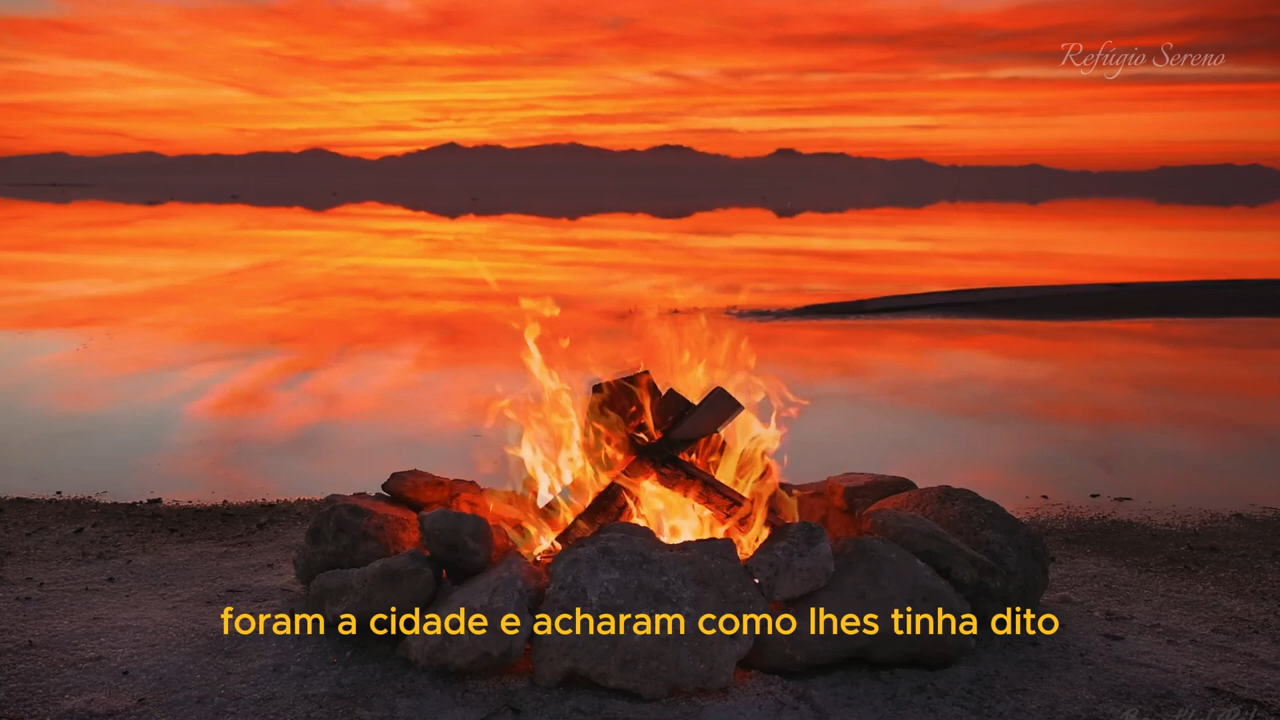 Refúgio Sereno
foram a cidade e acharam como lhes tinha dito